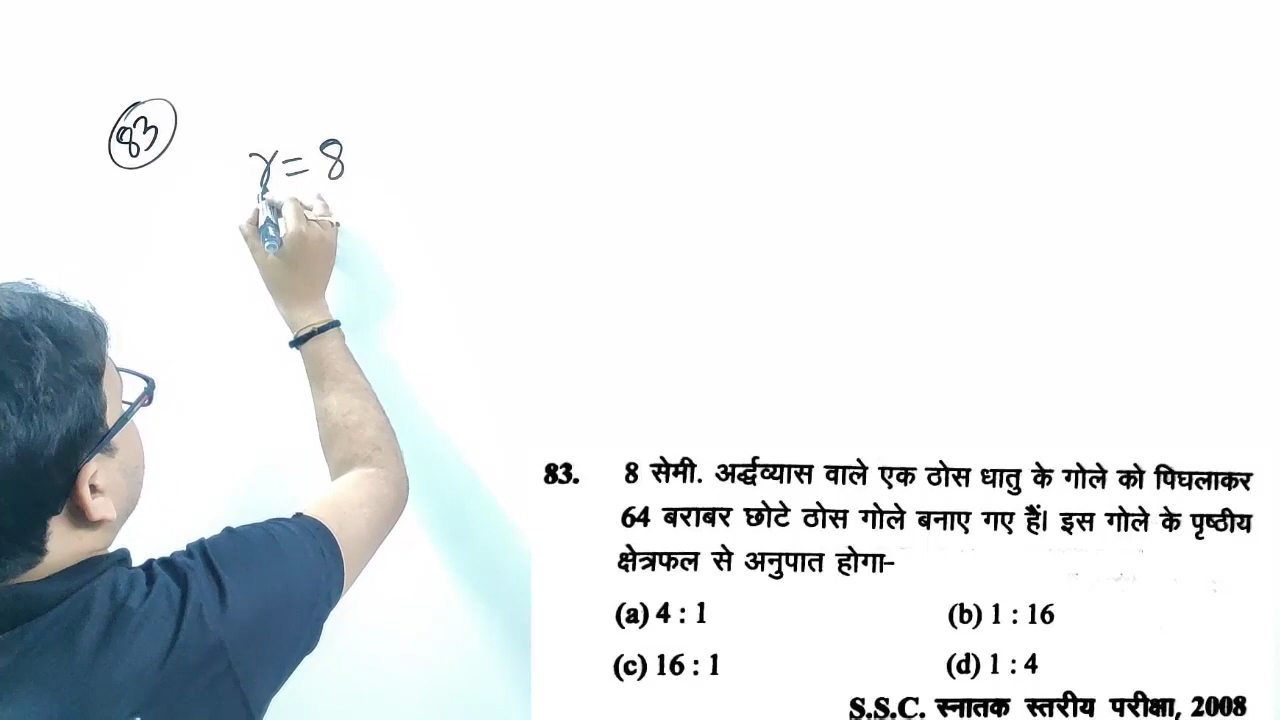 83
r = 8
83. 8 सेमी. अर्द्धव्यास वाले एक ठोस धातु के गोले को पिघलाकर
64 बराबर छोटे ठोस गोले बनाए गए हैं। इस गोले के पृष्ठीय
क्षेत्रफल से अनुपात होगा-
(a) 4 : 1 (b) 1 : 16
(c) 16 : 1 (d) 1 : 4
S.S.C. स्नातक स्तरीय परीक्षा, 2008